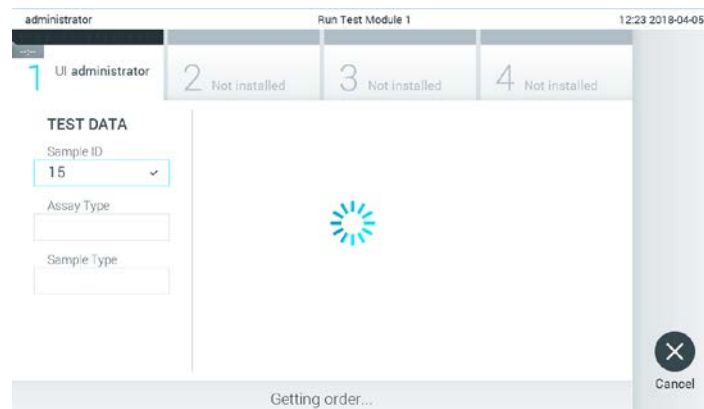 administrator Run Test Module 1 12:23 2018-04-05
1 UI administrator 2 Not installed 3 Not installed 4 Not installed
TEST DATA
Sample ID
15
Assay Type
Sample Type
Cancel
Getting order...